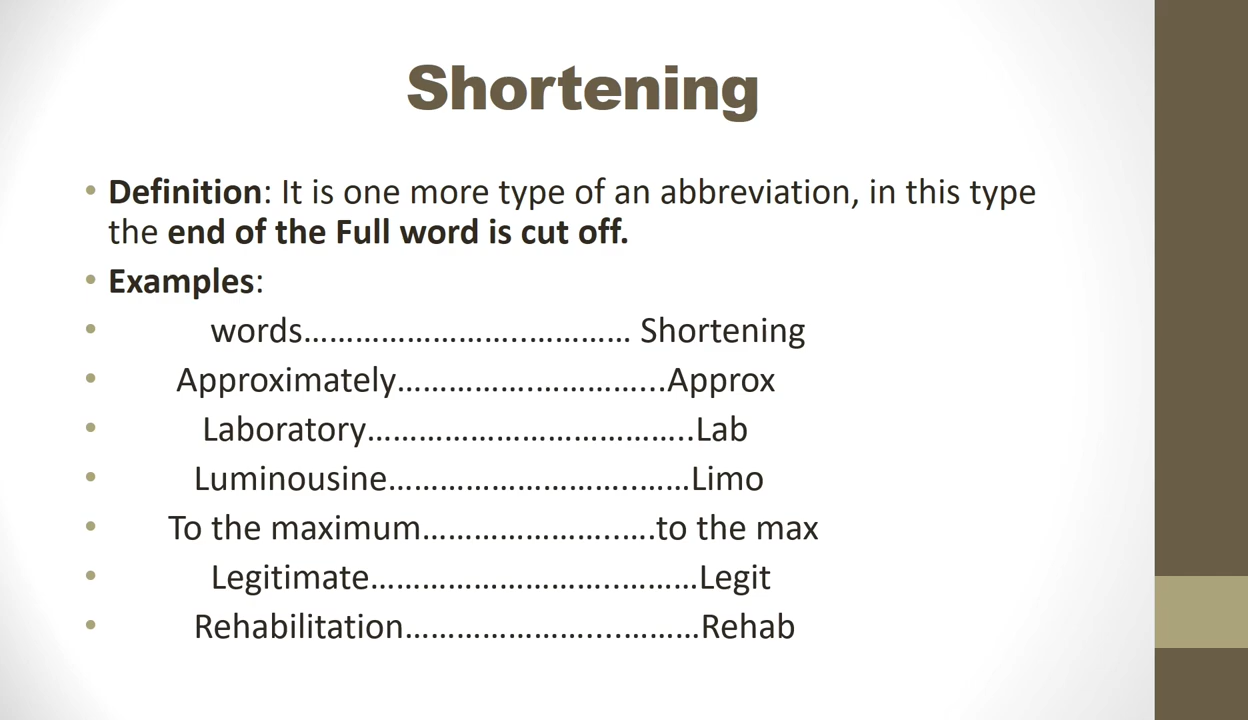 Shortening
• Definition: It is one more type of an abbreviation, in this type
the end of the Full word is cut off.
• Examples:
• words……………………..………… Shortening
• Approximately…………….…………...Approx
• Laboratory………………………………..Lab
• Luminousine………………………..……Limo
• To the maximum…………………..….to the max
• Legitimate………………………..………Legit
• Rehabilitation…………………...………Rehab